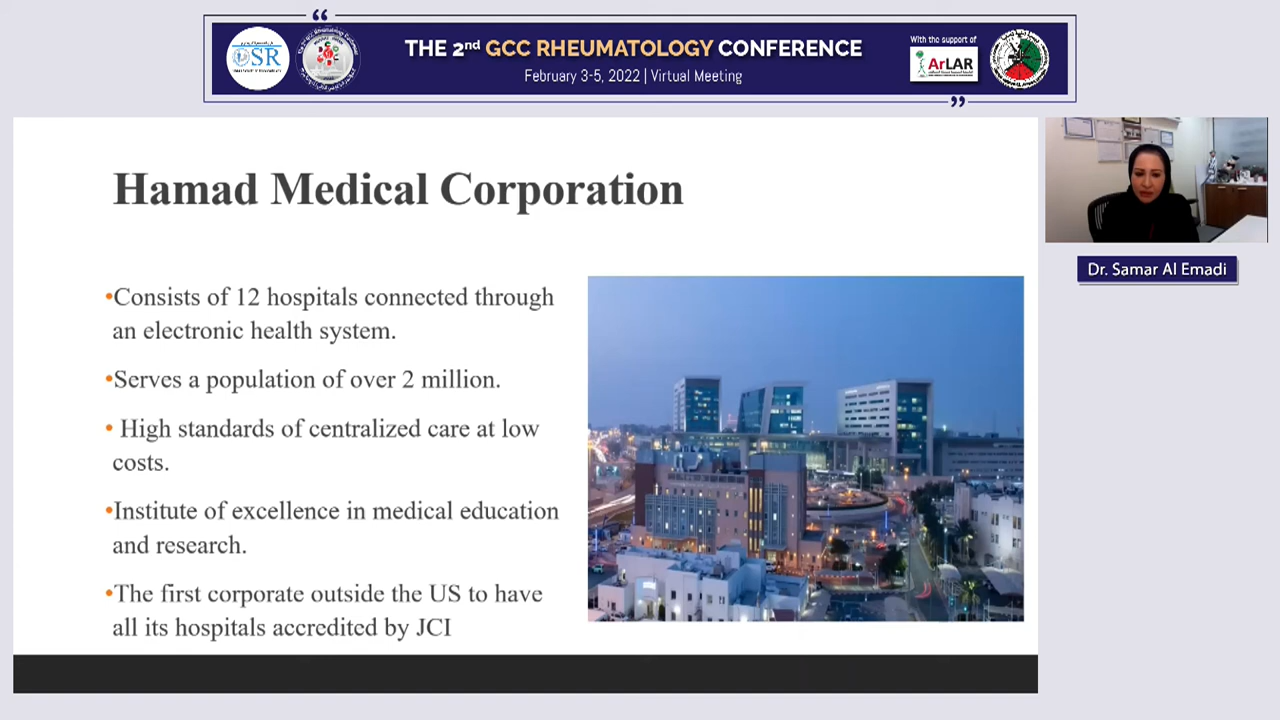 “
THE 2nd GCC RHEUMATOLOGY CONFERENCE
February 3-5, 2022 | Virtual Meeting
OSR
With the support of
ArLAR
”
Hamad Medical Corporation
•Consists of 12 hospitals connected through
an electronic health system.
•Serves a population of over 2 million.
• High standards of centralized care at low
costs.
•Institute of excellence in medical education
and research.
•The first corporate outside the US to have
all its hospitals accredited by JCI
Dr. Samar Al Emadi